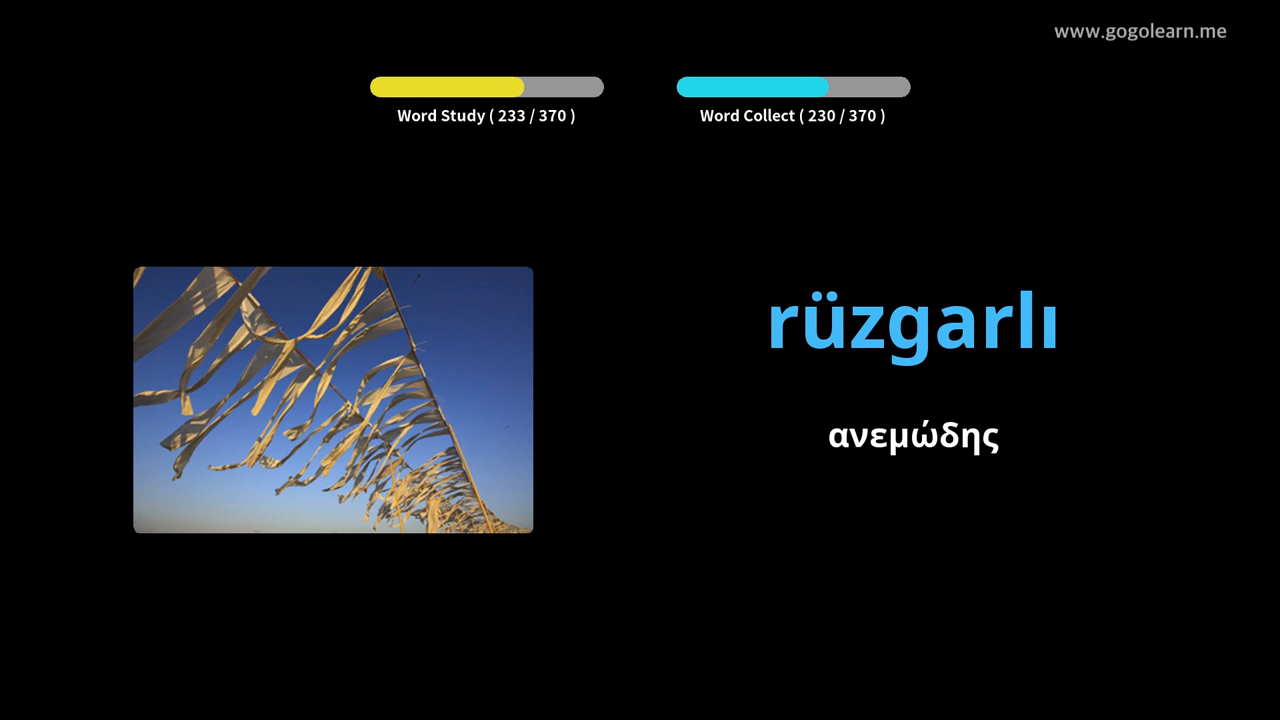 www.gogolearn.me
Word Study ( 233 / 370 )
Word Collect ( 230 / 370 )
rüzgarlı
ανεμώδης